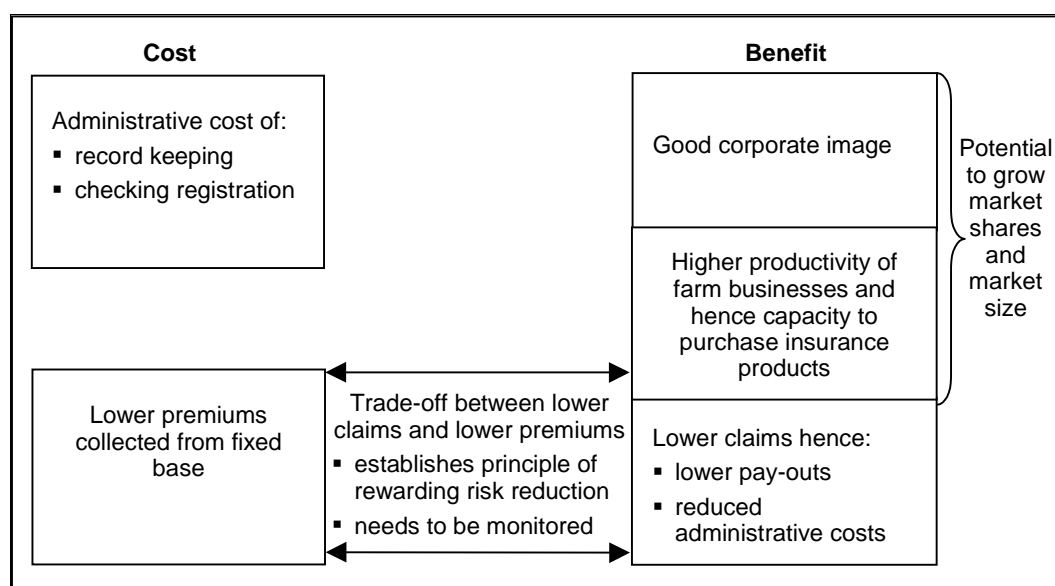 Cost
Administrative cost of:
▪ record keeping
▪ checking registration
Lower premiums
collected from fixed
base
Trade-off between lower
claims and lower premiums
▪ establishes principle of
rewarding risk reduction
▪ needs to be monitored
Benefit
Good corporate image
Higher productivity of
farm businesses and
hence capacity to
purchase insurance
products
Lower claims hence:
▪ lower pay-outs
▪ reduced
administrative costs
Potential
to grow
market
shares
and
market
size